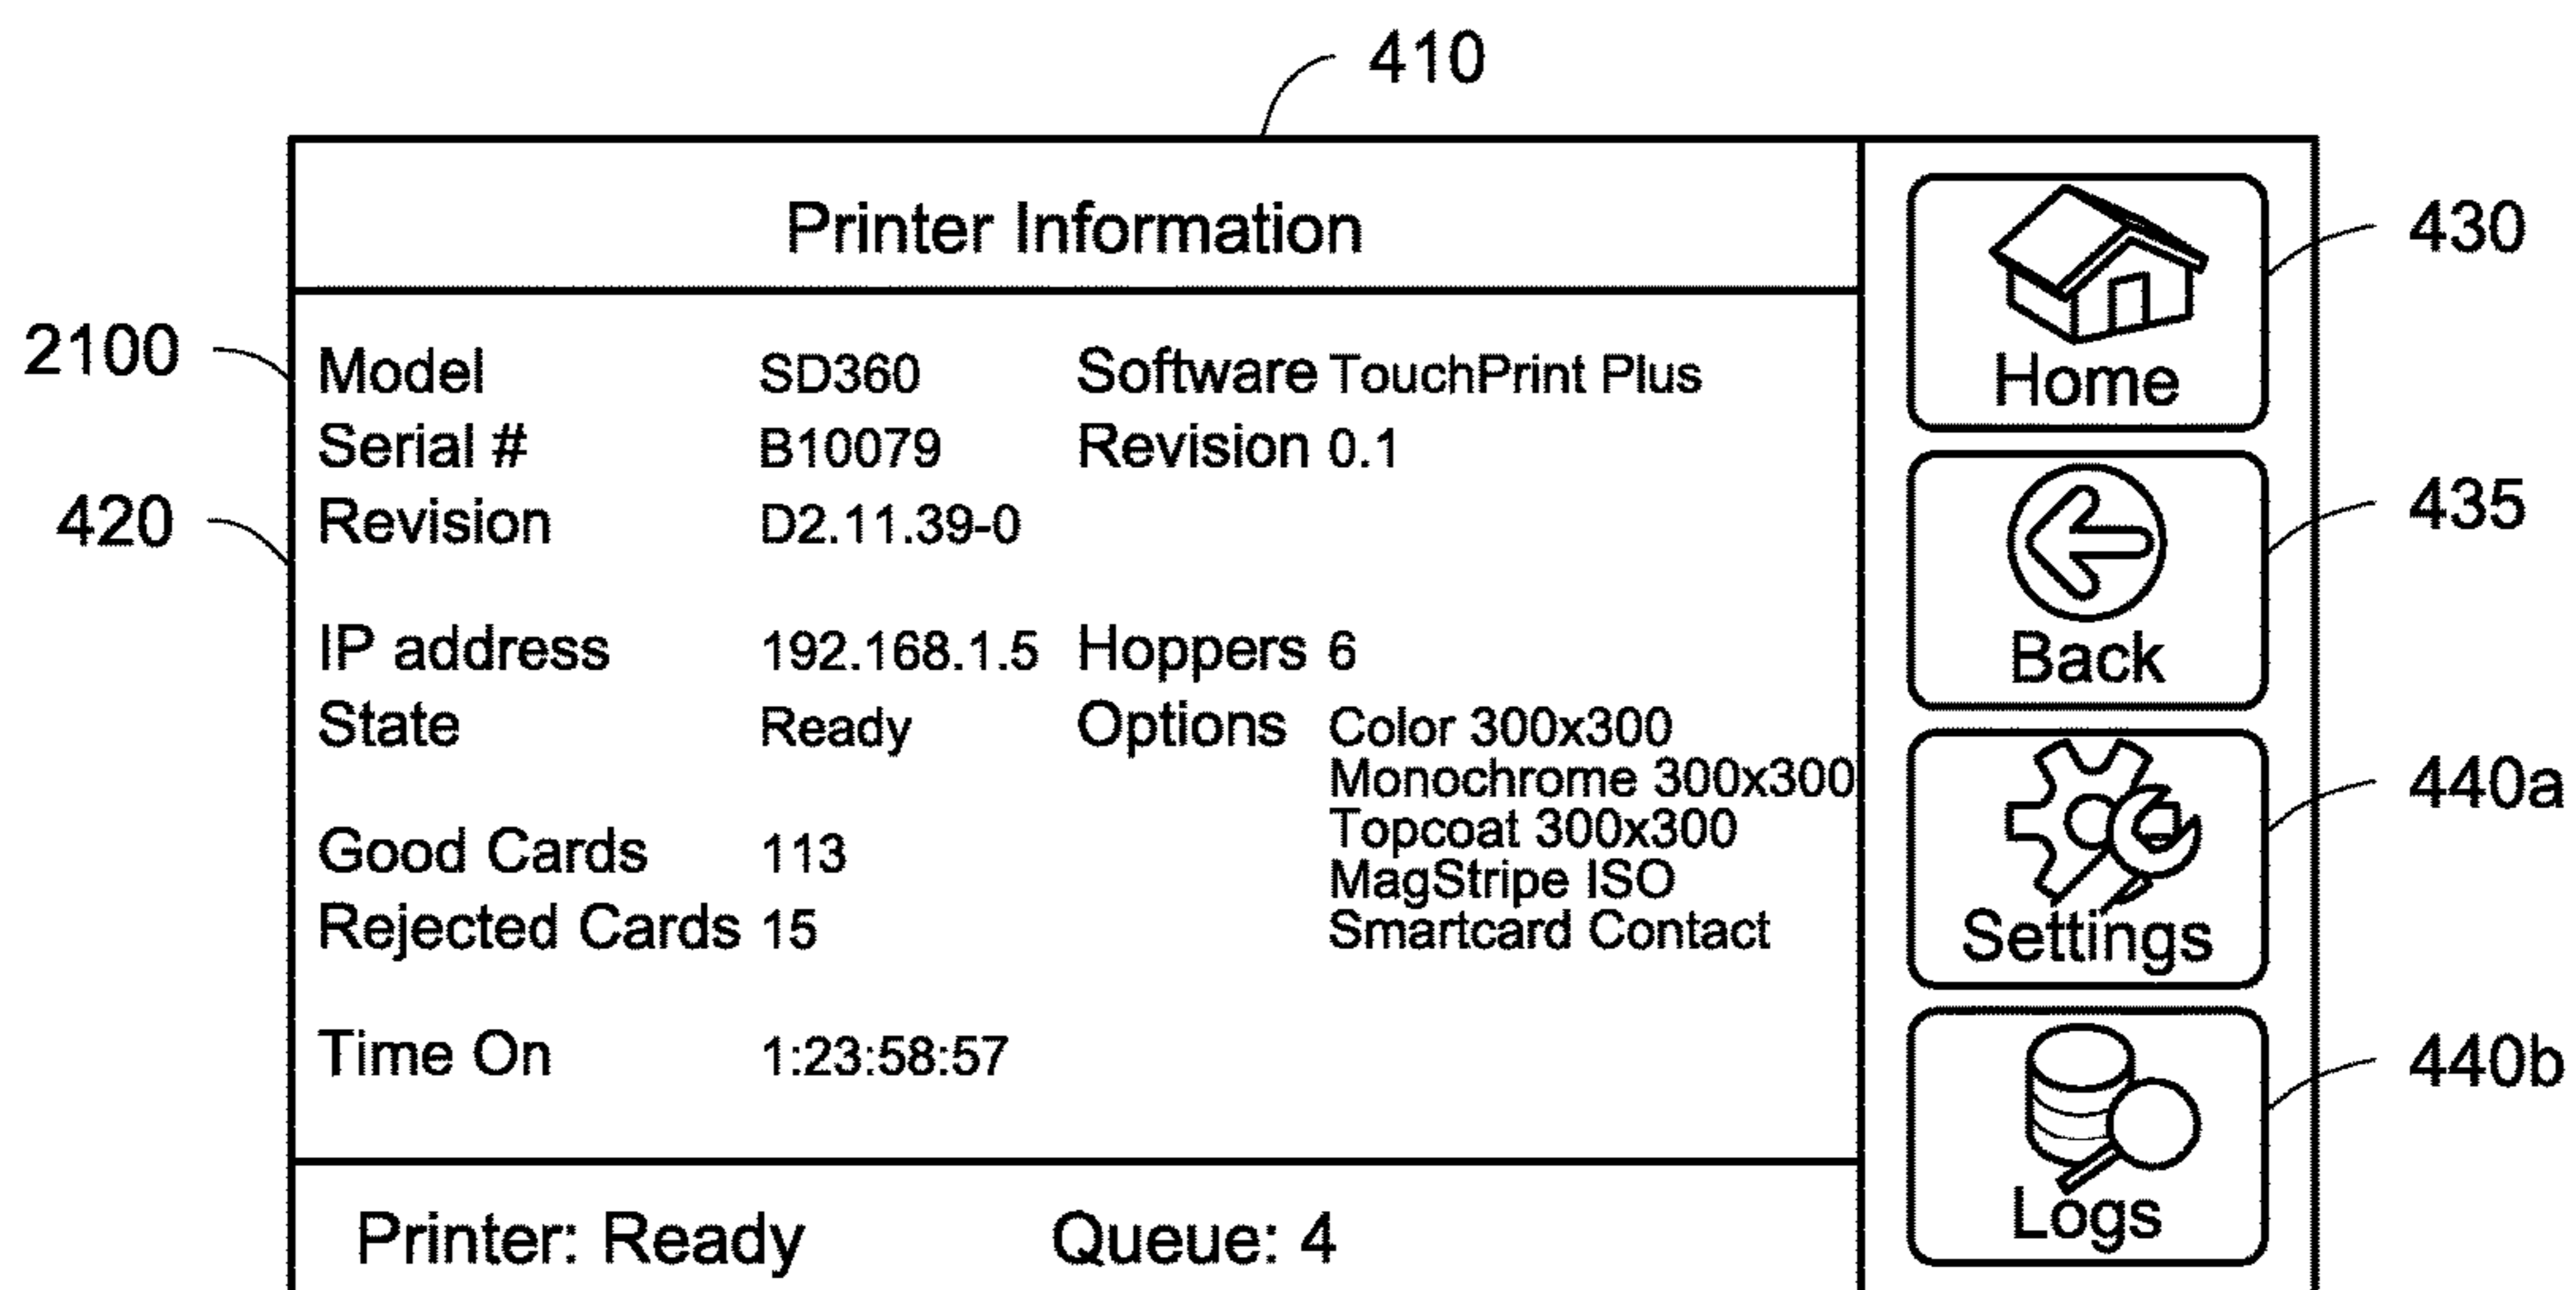 410
Printer Information
2100
Model SD360 Software TouchPrint Plus
Serial # B10079 Revision 0.1
420
Revision D2.11.39-0
IP address 192.168.1.5 Hoppers 6
State Ready Options Color 300x300
Monochrome 300x300
Topcoat 300x300
Good Cards 113
MagStripe ISO
Rejected Cards 15
Smartcard Contact
Time On 1:23:58:57
Printer: Ready Queue: 4
430
Home
435
Back
440a
Settings
440b
Logs